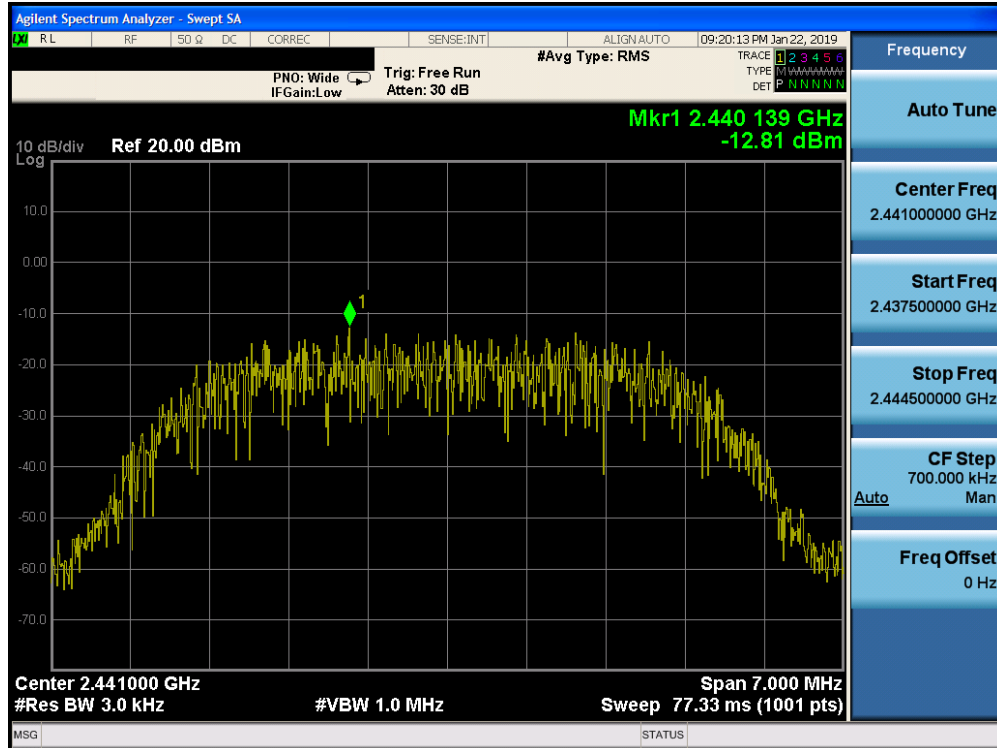 Agilent Spectrum Analyzer - Swept SA
LXI RL RF 50 Ω DC CORREC SENSE:INT ALIGN AUTO 09:20:13 PM Jan 22, 2019
Frequency
#Avg Type: RMS
TRACE 1 2 3 4 5 6
PNO: Wide Trig: Free Run
TYPE M WWWWW
IFGain:Low Atten: 30 dB
DET P N N N N N
Auto Tune
Mkr1 2.440 139 GHz
-12.81 dBm
10 dB/div Ref 20.00 dBm
Log
Center Freq
2.441000000 GHz
10.0
0.00
Start Freq
2.437500000 GHz
1
-10.0
-20.0
Stop Freq
2.444500000 GHz
-30.0
-40.0
CF Step
700.000 kHz
Auto Man
-50.0
-60.0
Freq Offset
0 Hz
-70.0
Center 2.441000 GHz Span 7.000 MHz
#Res BW 3.0 kHz #VBW 1.0 MHz Sweep 77.33 ms (1001 pts)
MSG STATUS